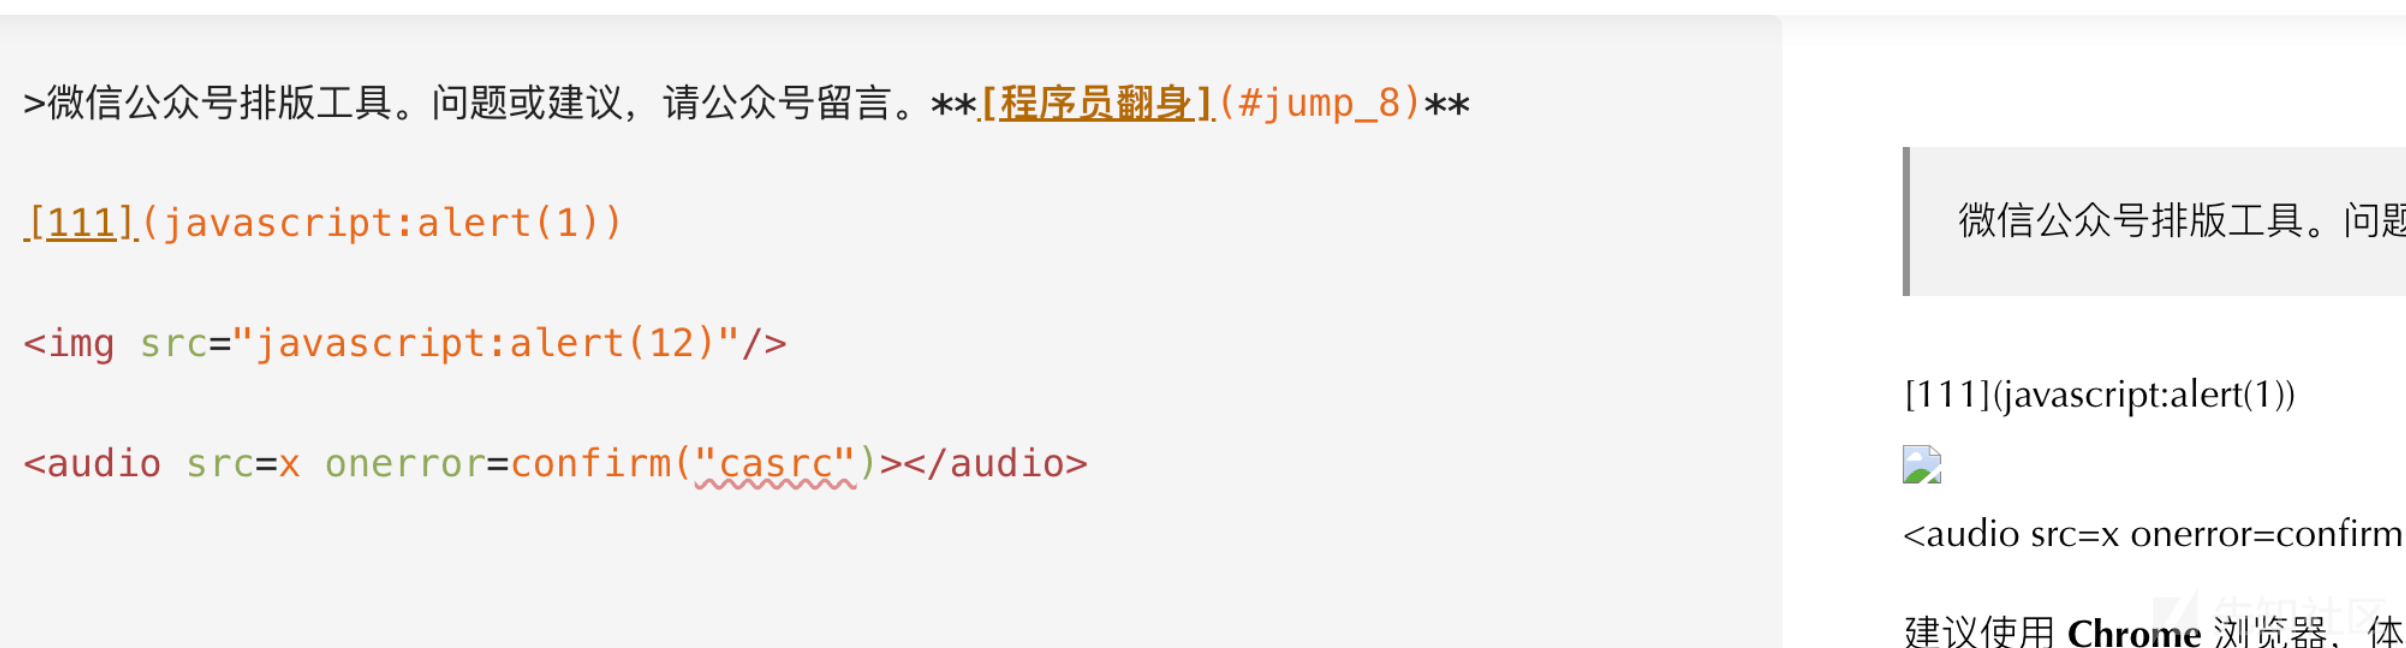 >微信公众号排版工具。问题或建议，请公众号留言。**[程序员翻身](#jump_8)**
[111](javascript:alert(1))
<img src="javascript:alert(12)"/>
<audio src=x onerror=confirm("casrc")></audio>
微信公众号排版工具。问题
[111](javascript:alert(1))
<audio src=x onerror=confirm
建议使用 Chrome 浏览器，体
先知社区